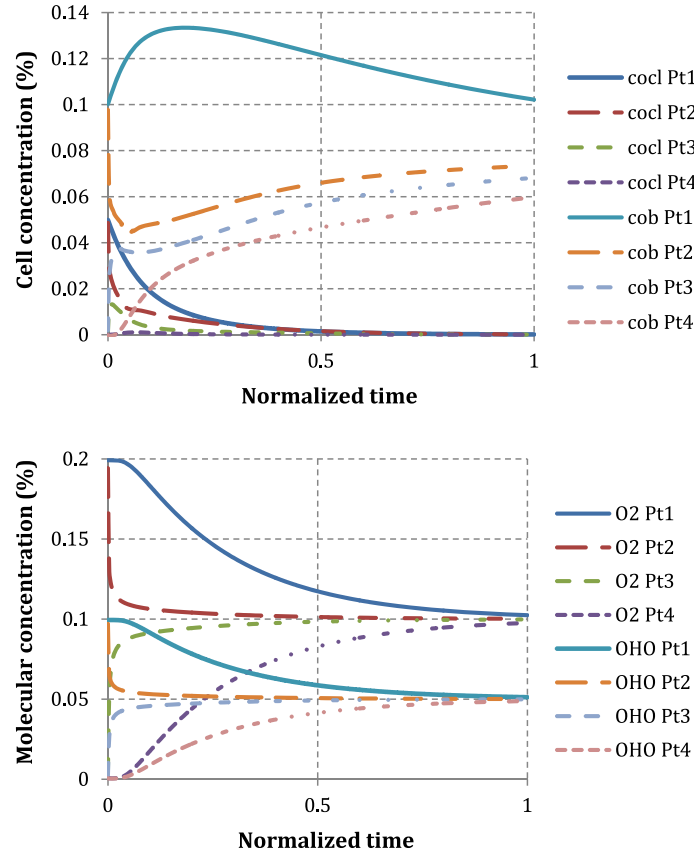 0.14
0.12
0.1
0.08
0.06
0.04
0.02
0
Cell concentration (%)
0
0.5
1
Normalized time
cocl Pt1
cocl Pt2
cocl Pt3
cocl Pt4
cob Pt1
cob Pt2
cob Pt3
cob Pt4
0.2
0.15
0.1
0.05
0
Molecular concentration (%)
0
0.5
1
Normalized time
O2 Pt1
O2 Pt2
O2 Pt3
O2 Pt4
OHO Pt1
OHO Pt2
OHO Pt3
OHO Pt4